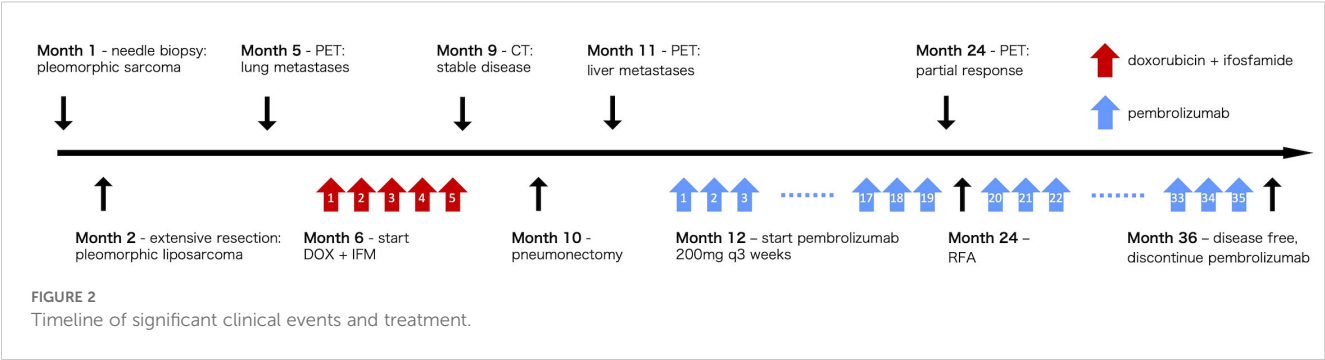 Month 1 - needle biopsy:
pleomorphic sarcoma
Month 5 - PET:
lung metastases
Month 9 - CT:
stable disease
Month 11 - PET:
liver metastases
Month 24 - PET:
partial response
doxorubicin + ifosfamide
pembrolizumab
1 2 3 4 5
1 2 3 17 18 19
20 21 22 33 34 35
Month 2 - extensive resection:
pleomorphic liposarcoma
Month 6 - start
DOX + IFM
Month 10 -
pneumonectomy
Month 12 – start pembrolizumab
200mg q3 weeks
Month 24 –
RFA
Month 36 – disease free,
discontinue pembrolizumab
FIGURE 2
Timeline of significant clinical events and treatment.